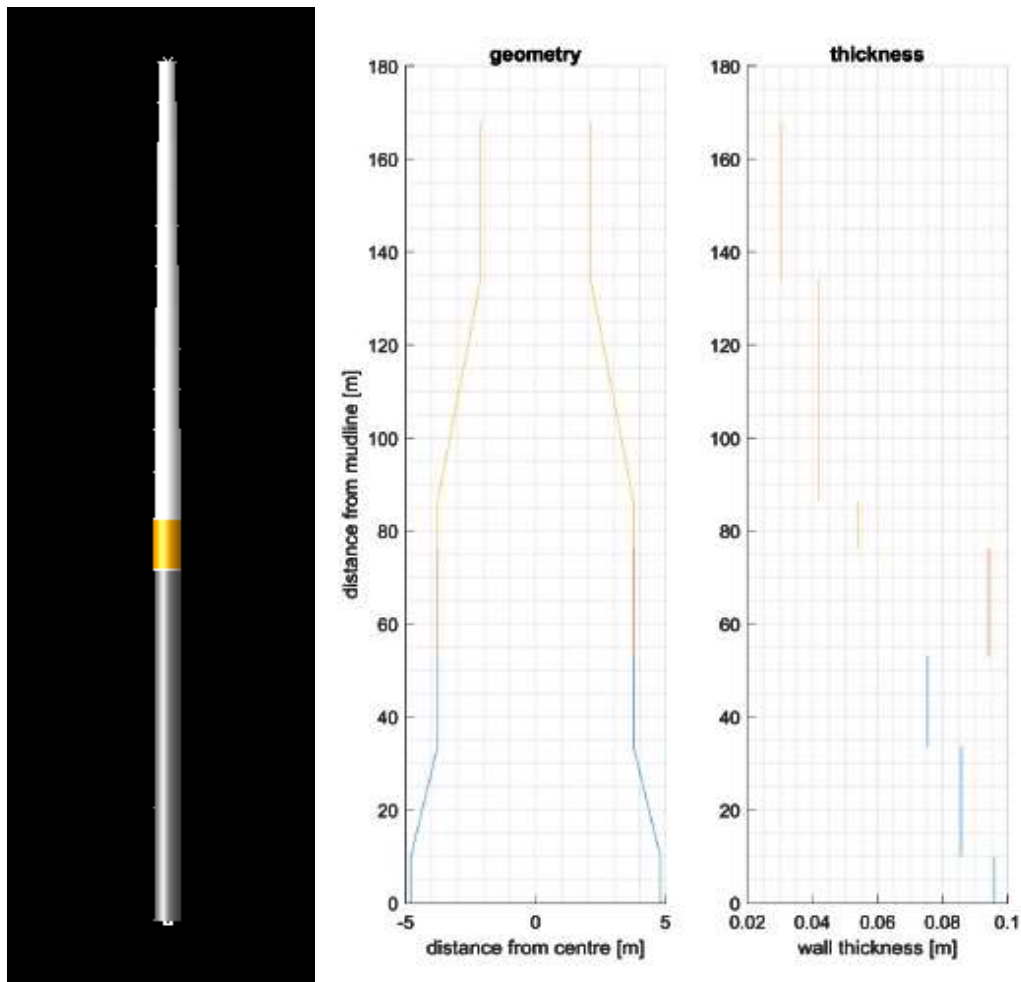 geometry
180
160
140
120
100
80
60
40
20
0
-5 0 5
distance from mudline [m]
distance from centre [m]
thickness
180
160
140
120
100
80
60
40
20
0
0.02 0.04 0.06 0.08 0.1
wall thickness [m]